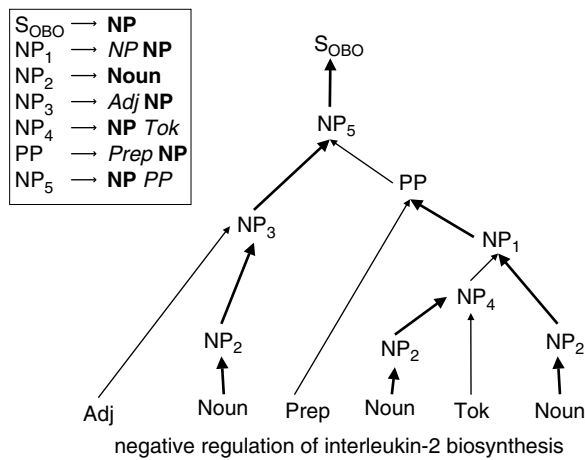 S_OBO → NP
NP_1 → NP NP
NP_2 → Noun
NP_3 → Adj NP
NP_4 → NP Tok
PP → Prep NP
NP_5 → NP PP
S_OBO
NP_5
PP
NP_3
NP_1
NP_4
NP_2 NP_2 NP_2
Adj Noun Prep Noun Tok Noun
negative regulation of interleukin-2 biosynthesis